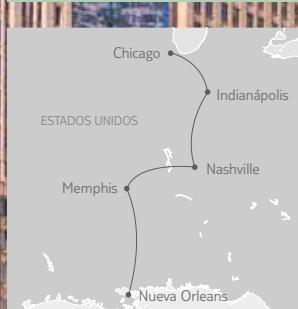 Chicago
Indianápolis
ESTADOS UNIDOS
Nashville
Memphis
Nueva Orleans